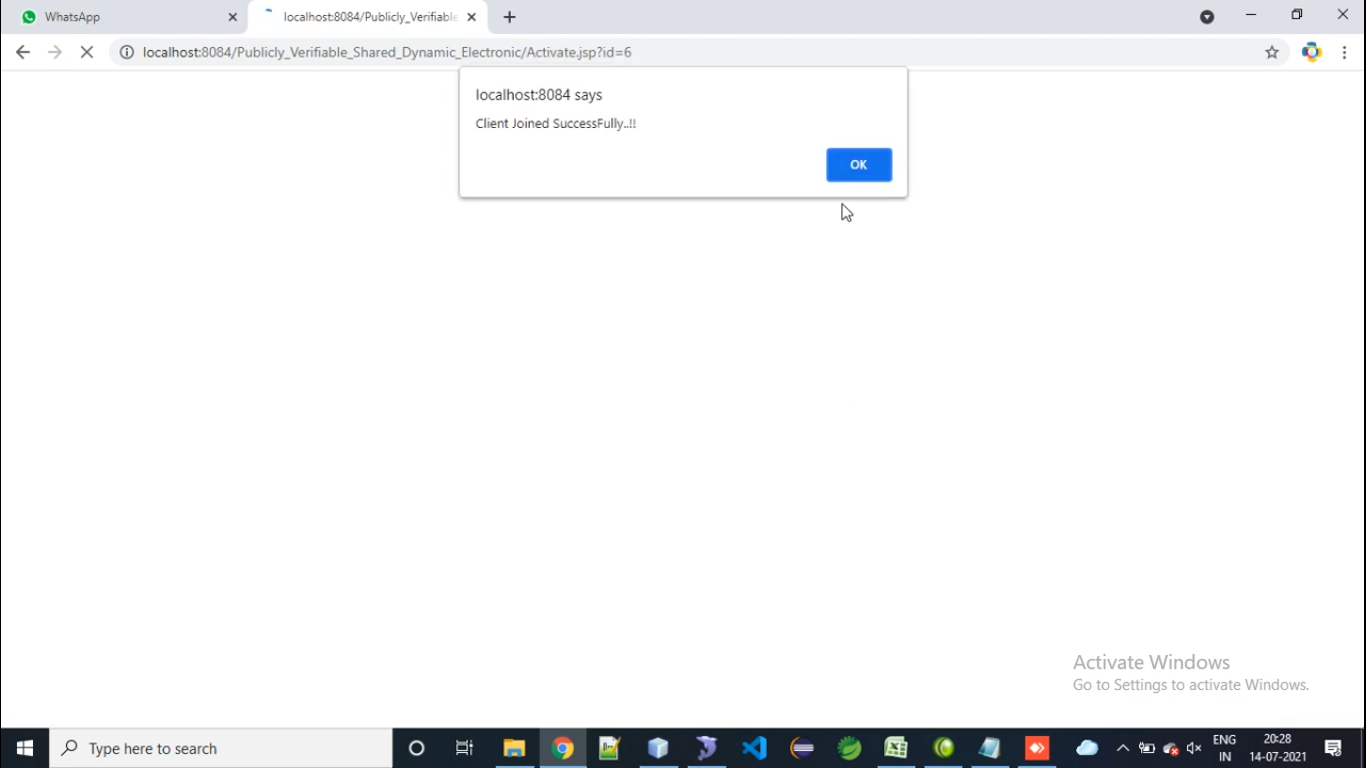 WhatsApp
localhost:8084/Publicly_Verifiable
localhost:8084/Publicly_Verifiable_Shared_Dynamic_Electronic/Activate.jsp?id=6
localhost:8084 says
Client Joined SuccessFully..!!
OK
Activate Windows
Go to Settings to activate Windows.
Type here to search
ENG
IN
20:28
14-07-2021